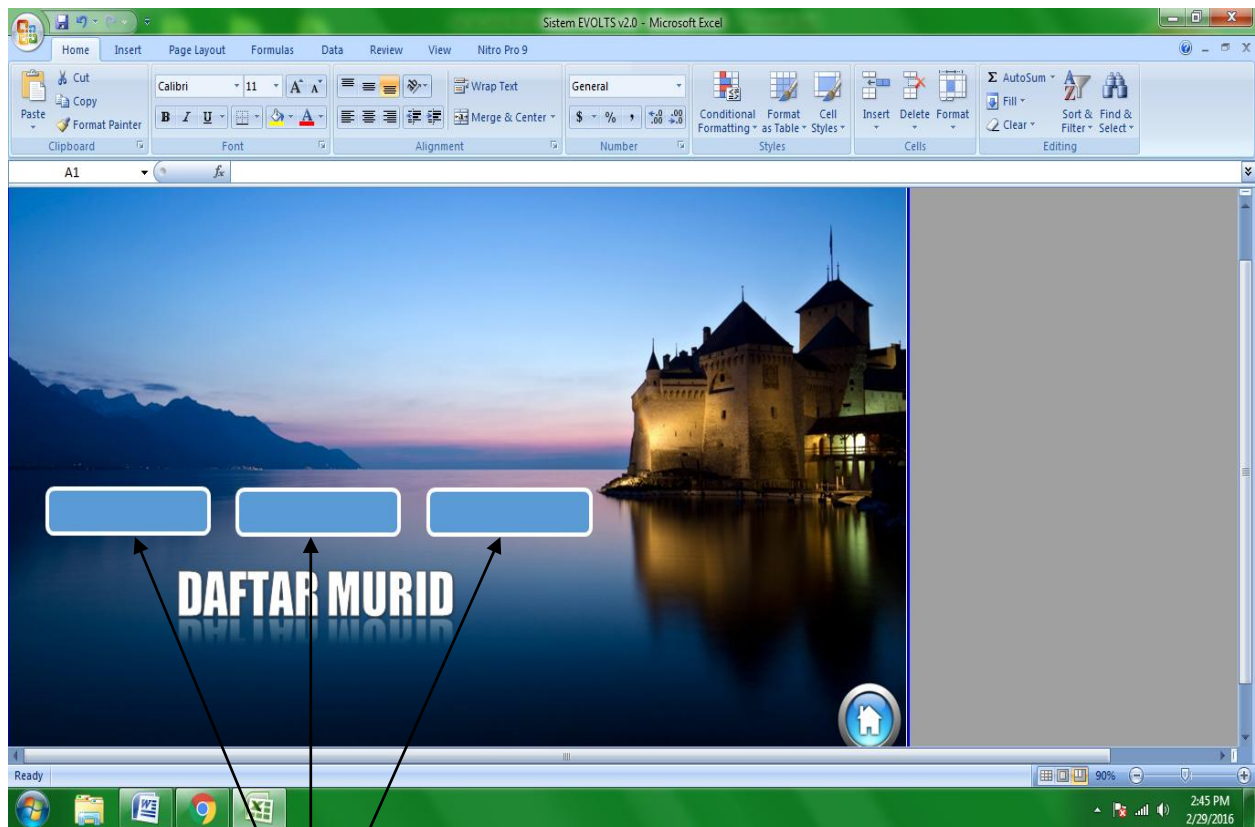 Sistem EVOLTS v2.0 - Microsoft Excel
Home Insert Page Layout Formulas Data Review View Nitro Pro 9
Paste
Cut
Copy
Format Painter
Clipboard
Calibri 11
B I U
Font
Wrap Text
Merge & Center
Alignment
General
$ % ,
Number
Conditional Formatting
Format as Table
Cell Styles
Styles
Insert Delete Format
Cells
Σ AutoSum
Fill
Clear
Sort & Filter
Find & Select
Editing
A1 fx
DAFTAR MURID
Ready
90%
2:45 PM
2/29/2016